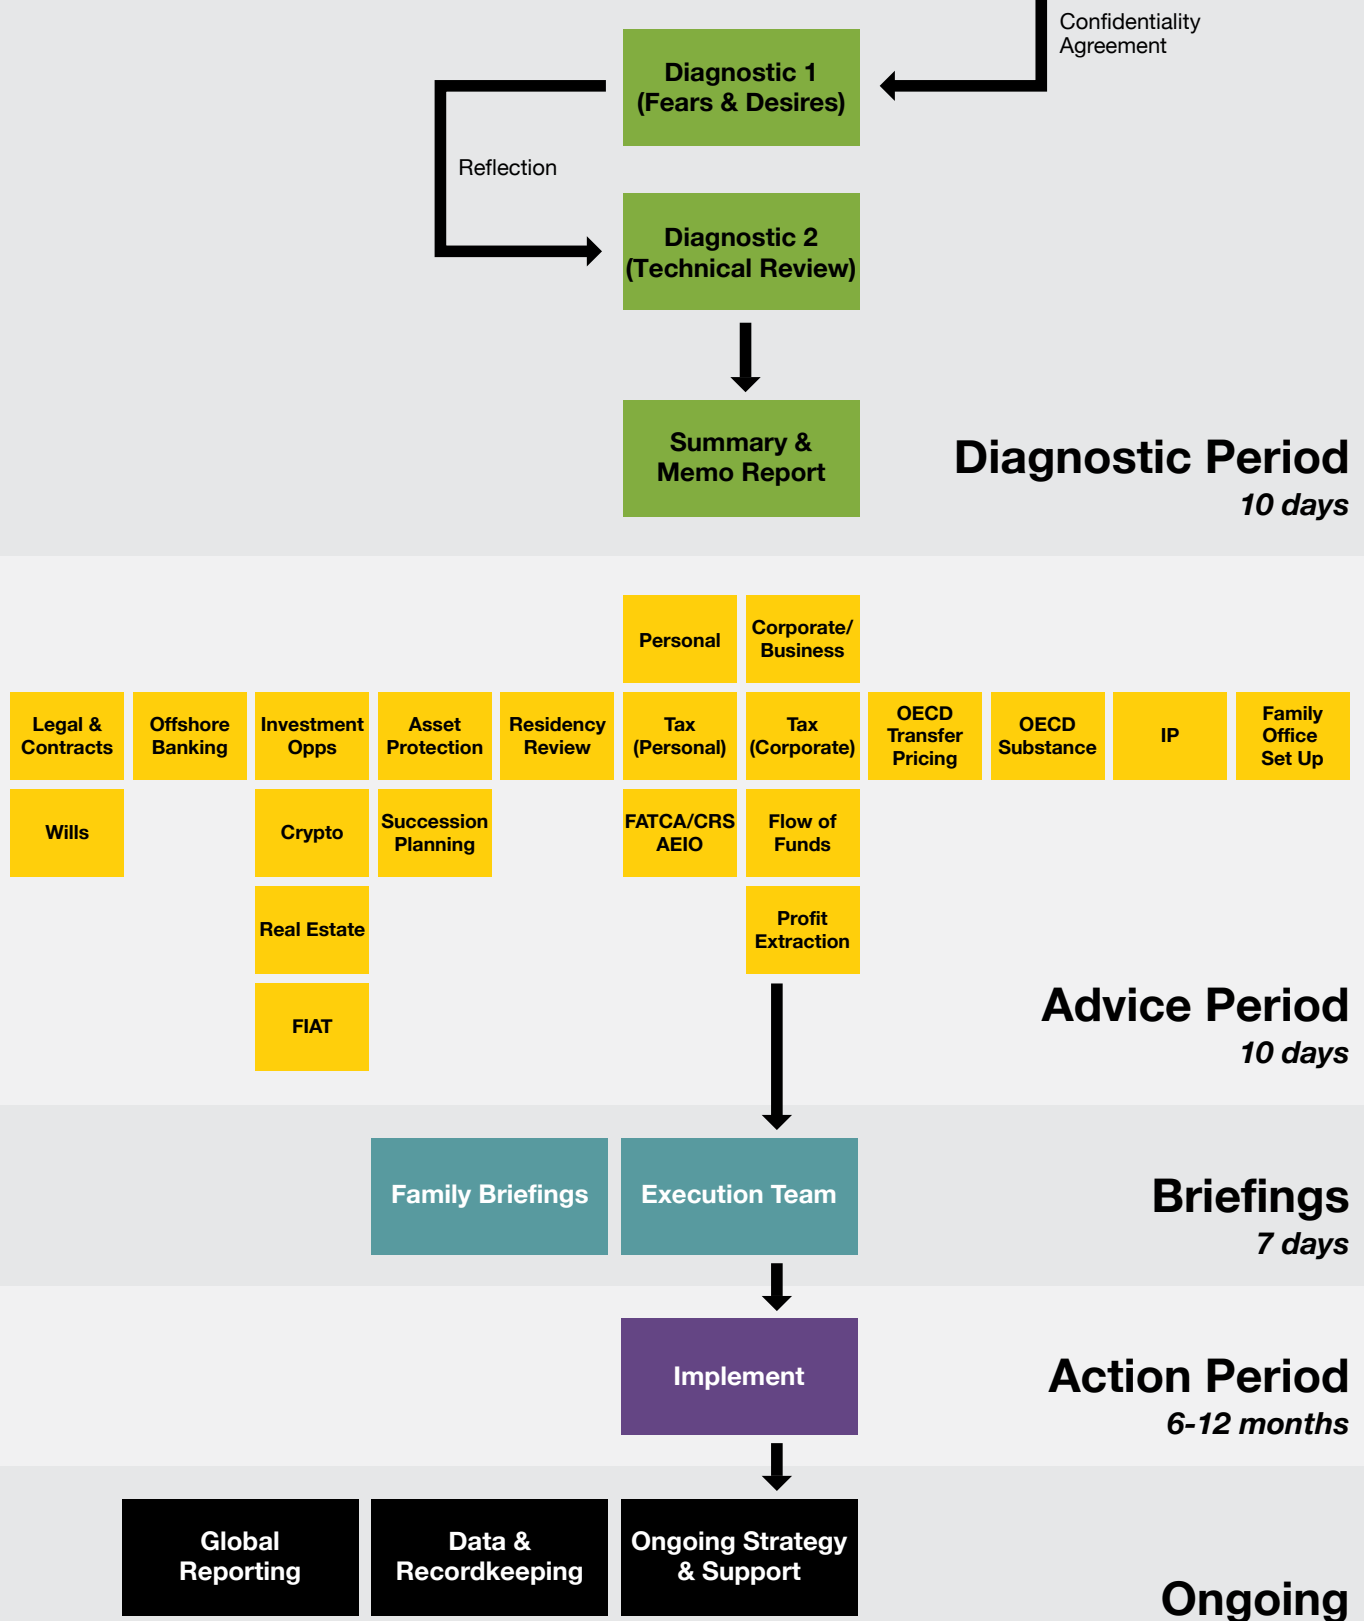 Confidentiality
Agreement
Diagnostic 1
(Fears & Desires)
Reflection
Diagnostic 2
(Technical Review)
Summary &
Memo Report
Diagnostic Period
10 days
Personal
Corporate/
Business
Legal &
Contracts
Offshore
Banking
Investment
Opps
Asset
Protection
Residency
Review
Tax
(Personal)
Tax
(Corporate)
OECD
Transfer
Pricing
OECD
Substance
IP
Family
Office
Set Up
Wills
Crypto
Succession
Planning
FATCA/CRS
AEIO
Flow of
Funds
Real Estate
Profit
Extraction
FIAT
Advice Period
10 days
Family Briefings
Execution Team
Briefings
7 days
Implement
Action Period
6-12 months
Global
Reporting
Data &
Recordkeeping
Ongoing Strategy
& Support
Ongoing